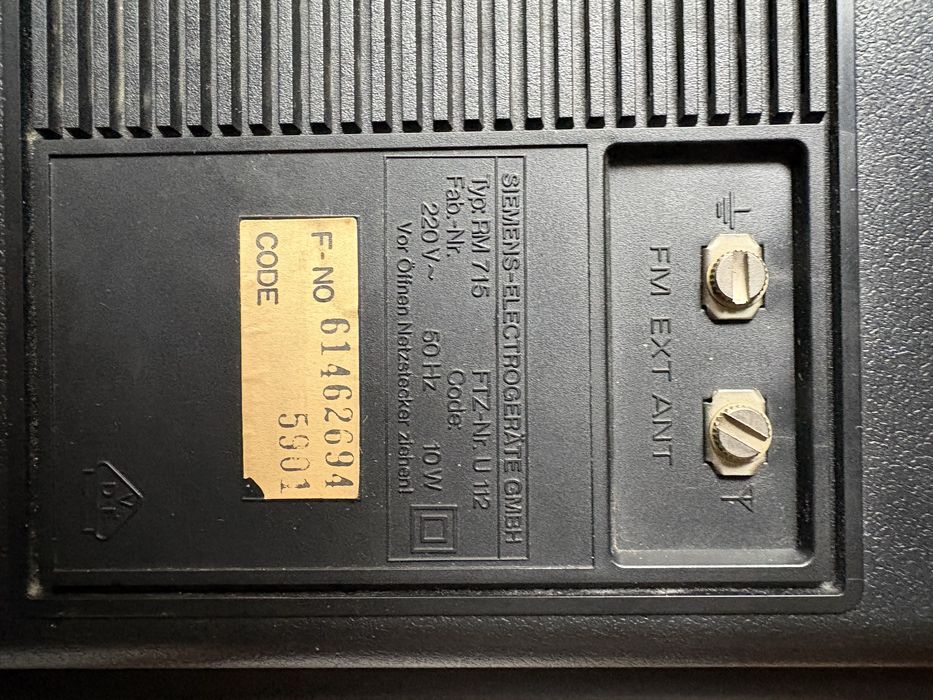 FM EXT ANT
SIEMENS-ELECTROGERÄTE GMBH
Typ: RM 715 FTZ-Nr. U 112
Fab.-Nr. Code:
220 V~ 50 Hz 10 W
Vor Öffnen Netzstecker ziehen!
F-NO 61462694
CODE 5901